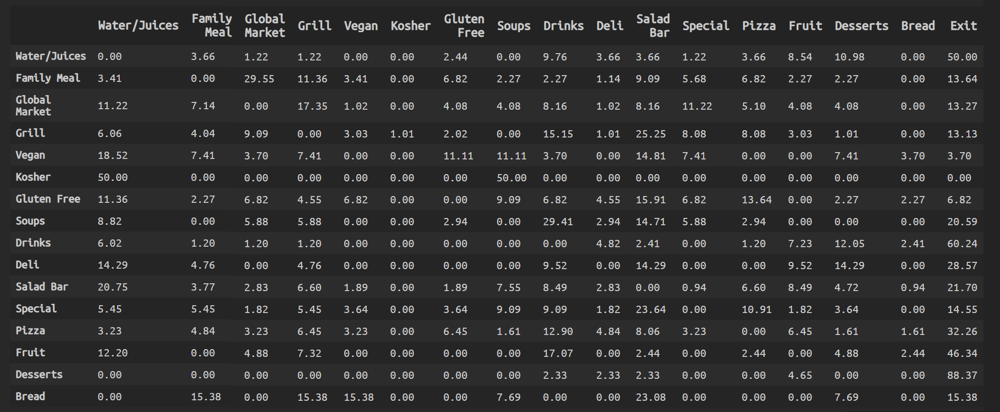 Water/Juices Family Meal Global Market Grill Vegan Kosher Gluten Free Soups Drinks Deli Salad Bar Special Pizza Fruit Desserts Bread Exit
Water/Juices 0.00 3.66 1.22 1.22 0.00 0.00 2.44 0.00 9.76 3.66 3.66 1.22 3.66 8.54 10.98 0.00 50.00
Family Meal 3.41 0.00 29.55 11.36 3.41 0.00 6.82 2.27 2.27 1.14 9.09 5.68 6.82 2.27 2.27 0.00 13.64
Global Market 11.22 7.14 0.00 17.35 1.02 0.00 4.08 4.08 8.16 1.02 8.16 11.22 5.10 4.08 4.08 0.00 13.27
Grill 6.06 4.04 9.09 0.00 3.03 1.01 2.02 0.00 15.15 1.01 25.25 8.08 8.08 3.03 1.01 0.00 13.13
Vegan 18.52 7.41 3.70 7.41 0.00 0.00 11.11 11.11 3.70 0.00 14.81 7.41 0.00 0.00 7.41 3.70 3.70
Kosher 50.00 0.00 0.00 0.00 0.00 0.00 0.00 50.00 0.00 0.00 0.00 0.00 0.00 0.00 0.00 0.00 0.00
Gluten Free 11.36 2.27 6.82 4.55 6.82 0.00 0.00 9.09 6.82 4.55 15.91 6.82 13.64 0.00 2.27 2.27 6.82
Soups 8.82 0.00 5.88 5.88 0.00 0.00 2.94 0.00 29.41 2.94 14.71 5.88 2.94 0.00 0.00 0.00 20.59
Drinks 6.02 1.20 1.20 1.20 0.00 0.00 0.00 0.00 0.00 4.82 2.41 0.00 1.20 7.23 12.05 2.41 60.24
Deli 14.29 4.76 0.00 4.76 0.00 0.00 0.00 0.00 9.52 0.00 14.29 0.00 0.00 9.52 14.29 0.00 28.57
Salad Bar 20.75 3.77 2.83 6.60 1.89 0.00 1.89 7.55 8.49 2.83 0.00 0.94 6.60 8.49 4.72 0.94 21.70
Special 5.45 5.45 1.82 5.45 3.64 0.00 3.64 9.09 9.09 1.82 23.64 0.00 10.91 1.82 3.64 0.00 14.55
Pizza 3.23 4.84 3.23 6.45 3.23 0.00 6.45 1.61 12.90 4.84 8.06 3.23 0.00 6.45 1.61 1.61 32.26
Fruit 12.20 0.00 4.88 7.32 0.00 0.00 0.00 0.00 17.07 0.00 2.44 0.00 2.44 0.00 4.88 2.44 46.34
Desserts 0.00 0.00 0.00 0.00 0.00 0.00 0.00 0.00 2.33 2.33 2.33 0.00 0.00 4.65 0.00 0.00 88.37
Bread 0.00 15.38 0.00 15.38 15.38 0.00 0.00 7.69 0.00 0.00 23.08 0.00 0.00 0.00 7.69 0.00 15.38